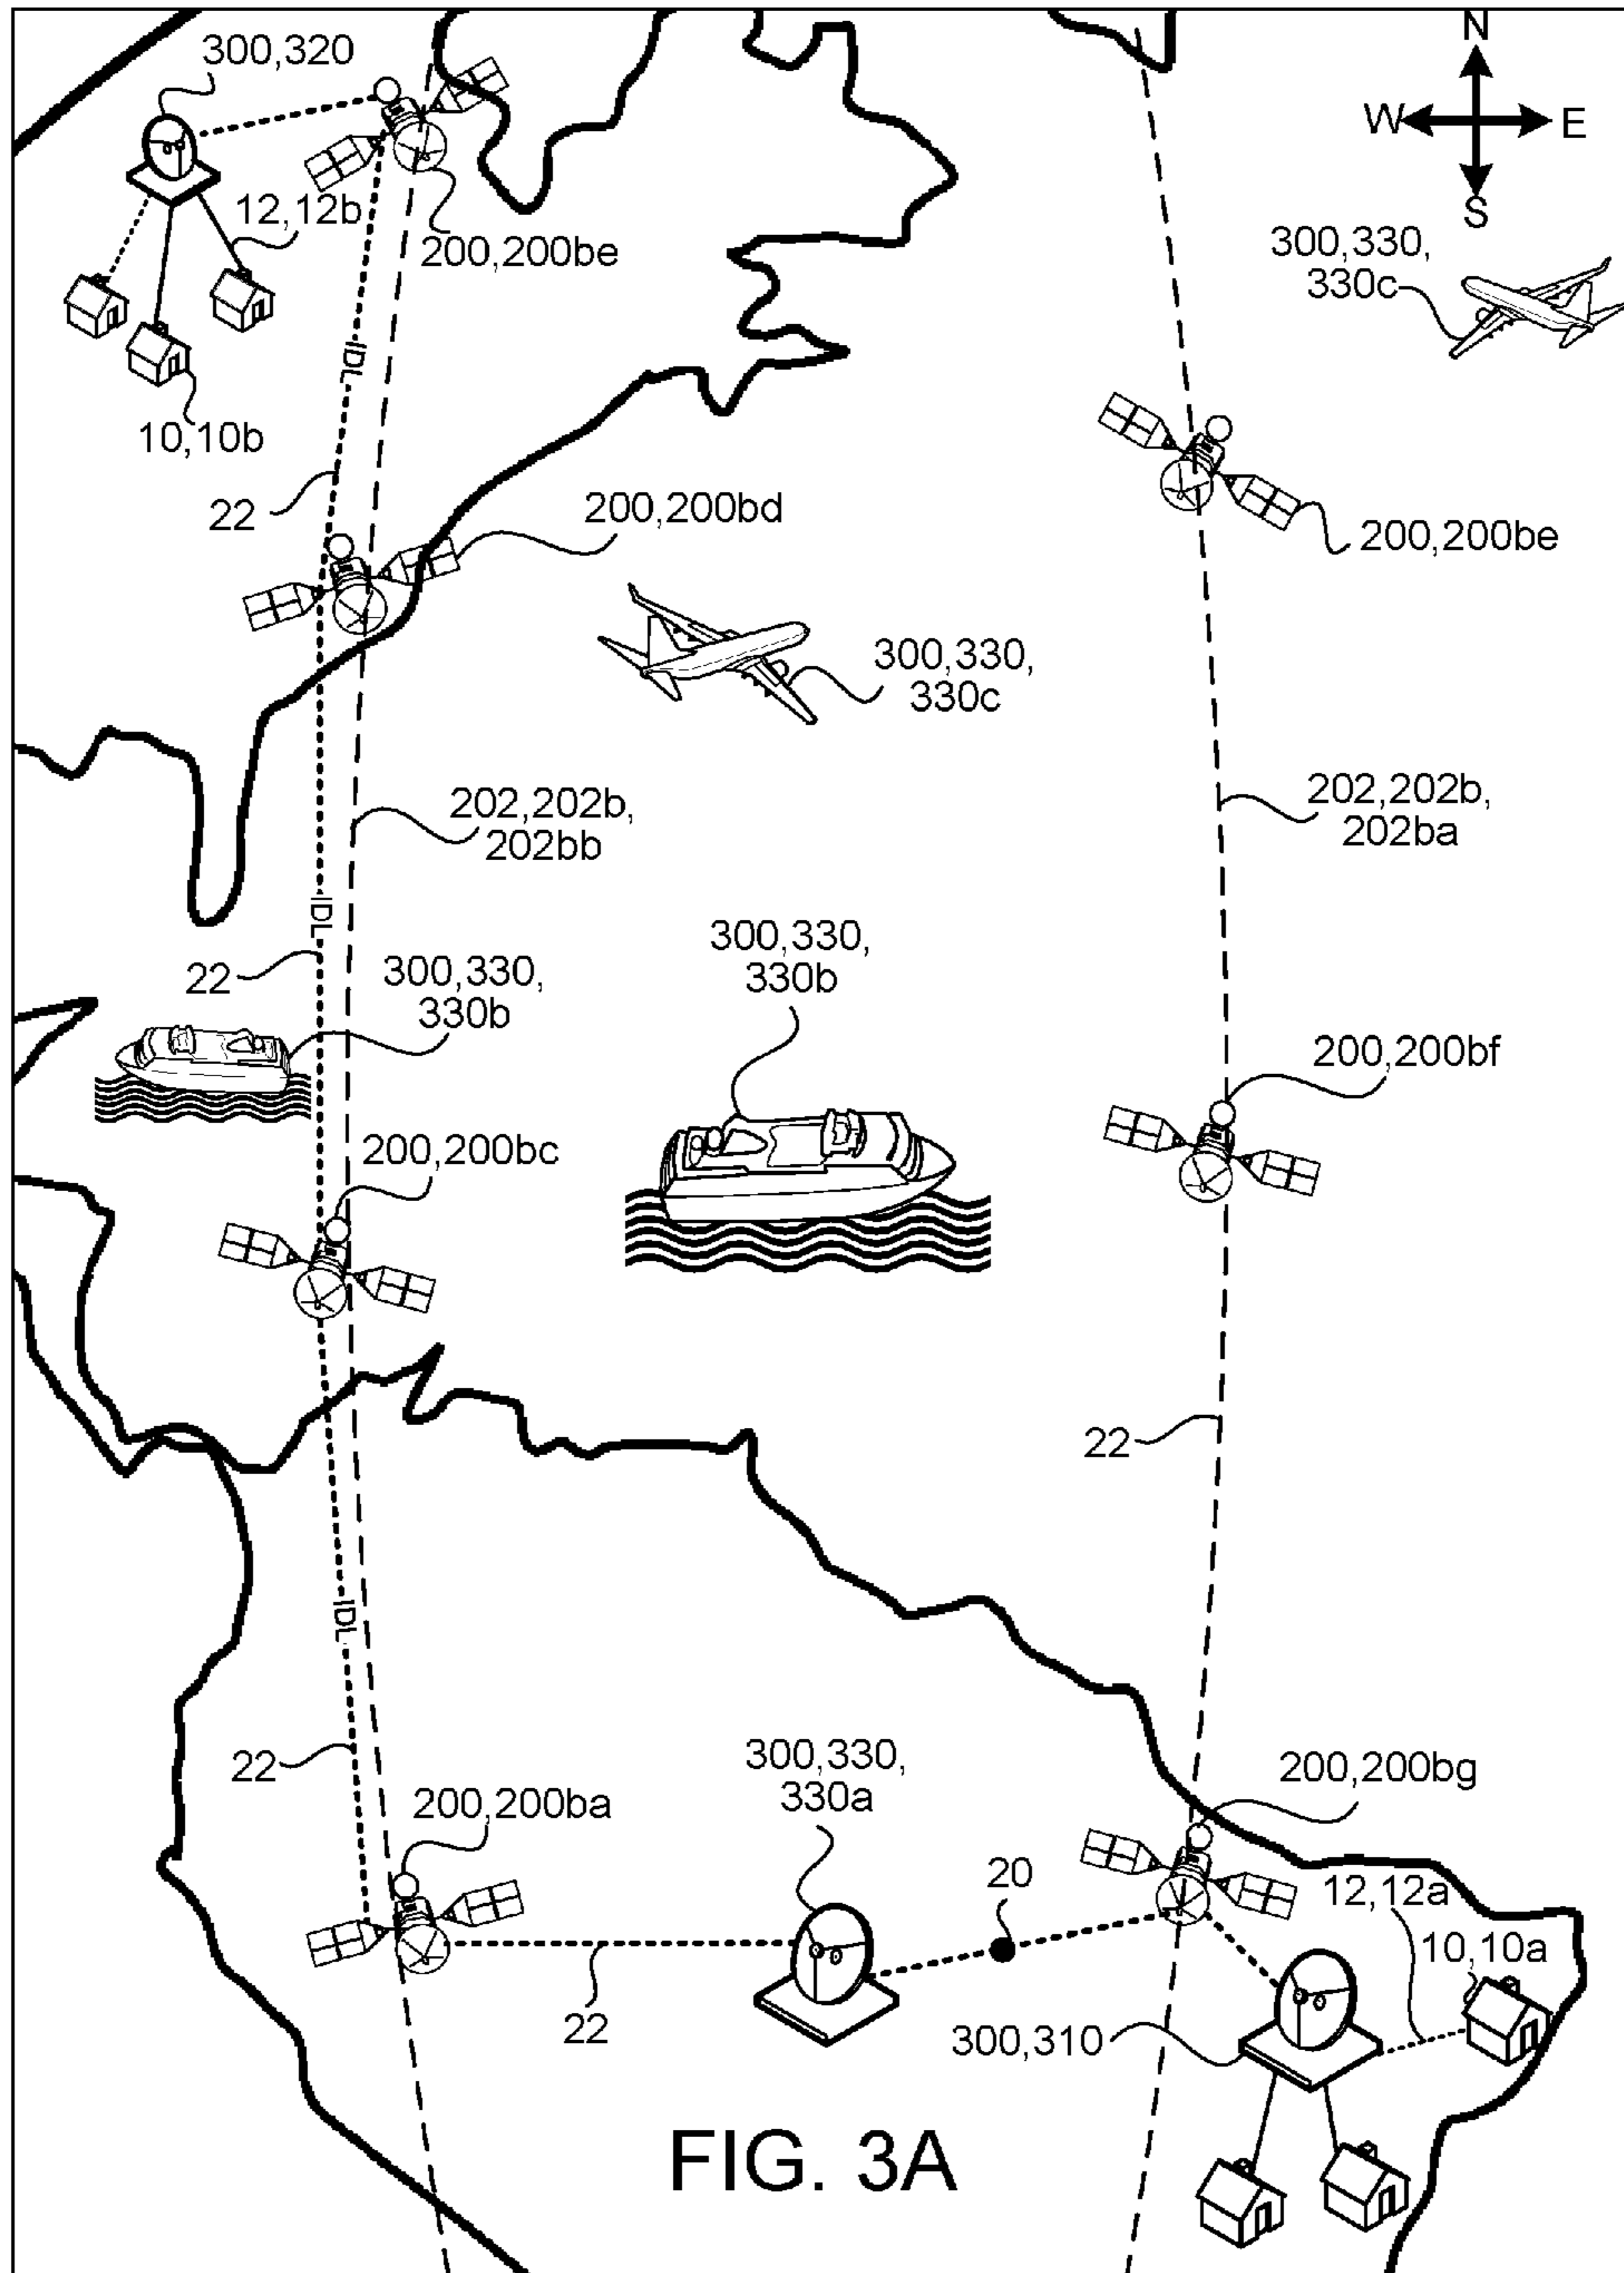 300,320
N
W
E
S
12,12b
200,200be
300,330,
330c
IDL
10,10b
22
200,200bd
200,200be
300,330,
330c
202,202b,
202bb
202,202b,
202ba
IDL
22
300,330,
330b
300,330,
330b
200,200bf
200,200bc
22
IDL
22
200,200ba
300,330,
330a
200,200bg
20
12,12a
10,10a
22
300,310
FIG. 3A